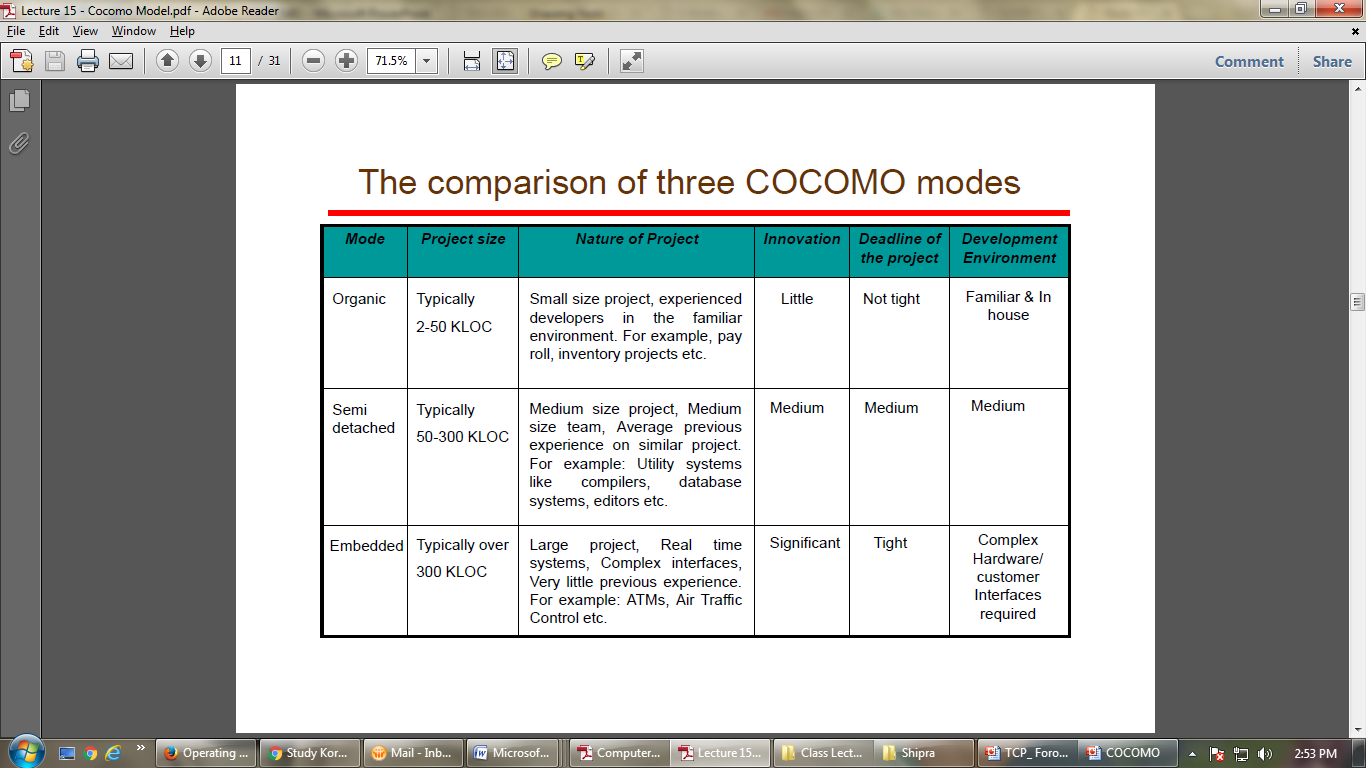 Lecture 15 - Cocomo Model.pdf - Adobe Reader
File Edit View Window Help
11 / 31 71.5% Comment Share
The comparison of three COCOMO modes
Mode
Project size
Nature of Project
Innovation
Deadline of
the project
Development
Environment
Organic
Typically
2-50 KLOC
Small size project, experienced
developers in the familiar
environment. For example, pay
roll, inventory projects etc.
Little
Not tight
Familiar & In
house
Semi
detached
Typically
50-300 KLOC
Medium size project, Medium
size team, Average previous
experience on similar project.
For example: Utility systems
like compilers, database
systems, editors etc.
Medium
Medium
Medium
Embedded
Typically over
300 KLOC
Large project, Real time
systems, Complex interfaces,
Very little previous experience.
For example: ATMs, Air Traffic
Control etc.
Significant
Tight
Complex
Hardware/
customer
Interfaces
required
» Operating ... Study Kor... Mail - Inb... Microsof... Computer... Lecture 15... Class Lect... Shipra TCP_ Foro... COCOMO 2:53 PM